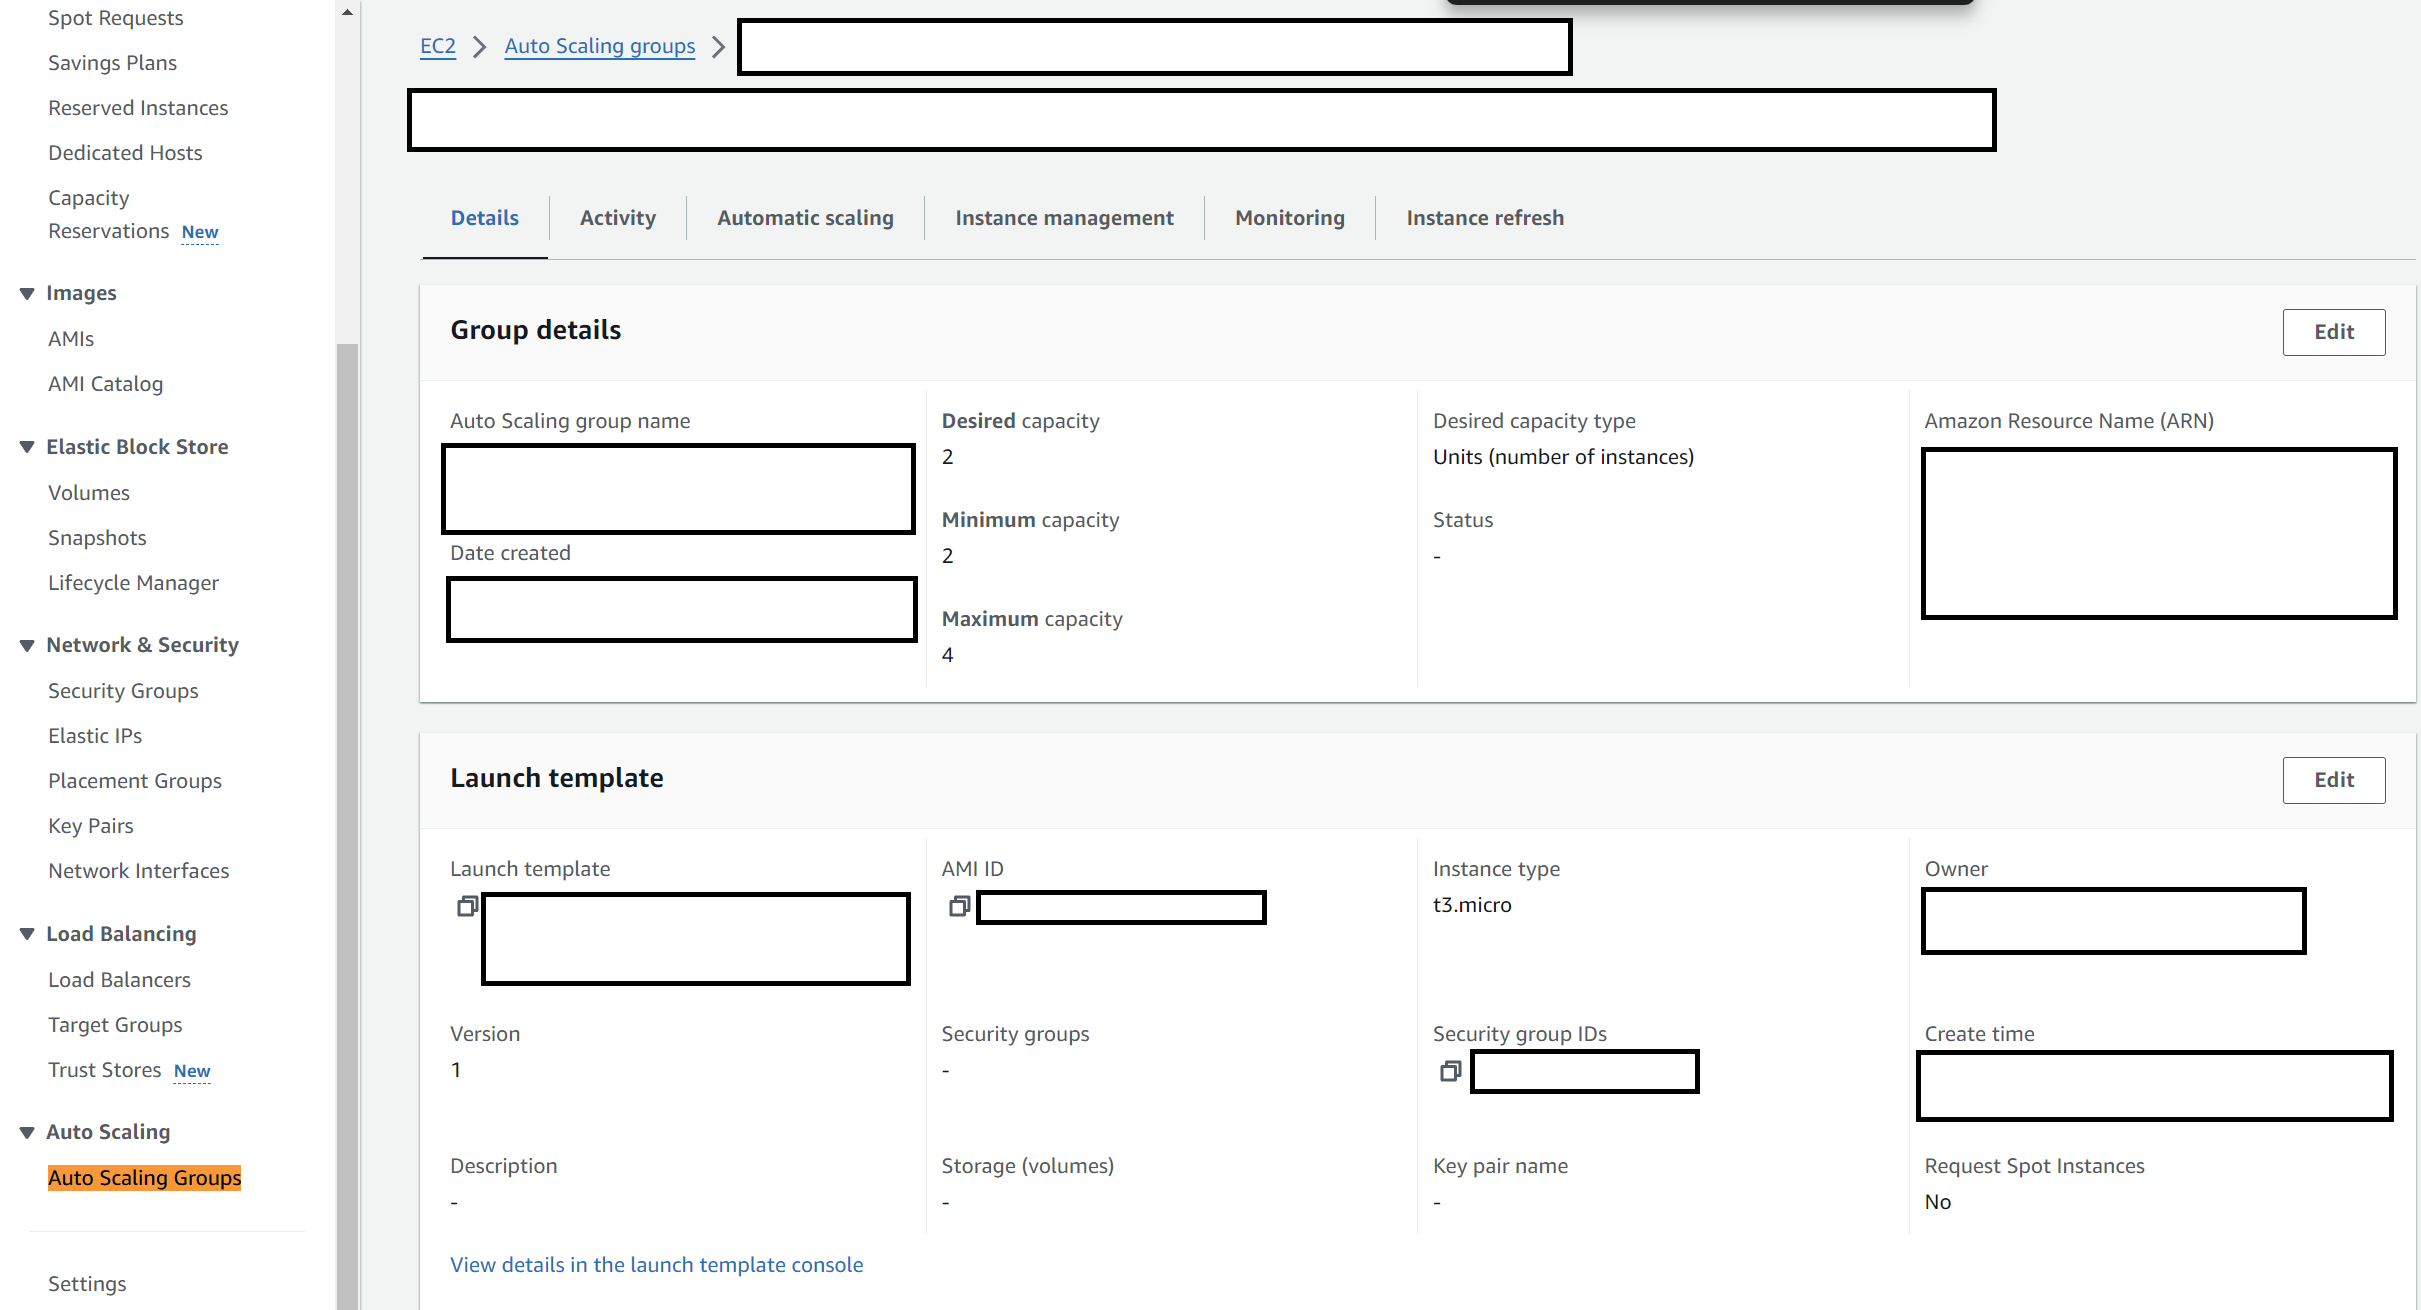 Spot Requests
Savings Plans
Reserved Instances
Dedicated Hosts
Capacity
Reservations New
Images
AMIs
AMI Catalog
Elastic Block Store
Volumes
Snapshots
Lifecycle Manager
Network & Security
Security Groups
Elastic IPs
Placement Groups
Key Pairs
Network Interfaces
Load Balancing
Load Balancers
Target Groups
Trust Stores New
Auto Scaling
Auto Scaling Groups
Settings
EC2 Auto Scaling groups
Details Activity Automatic scaling Instance management Monitoring Instance refresh
Group details Edit
Auto Scaling group name
Date created
Desired capacity
2
Minimum capacity
2
Maximum capacity
4
Desired capacity type
Units (number of instances)
Status
-
Amazon Resource Name (ARN)
Launch template Edit
Launch template
AMI ID
Instance type
t3.micro
Owner
Version
1
Security groups
-
Security group IDs
Create time
Description
-
Storage (volumes)
-
Key pair name
-
Request Spot Instances
No
View details in the launch template console